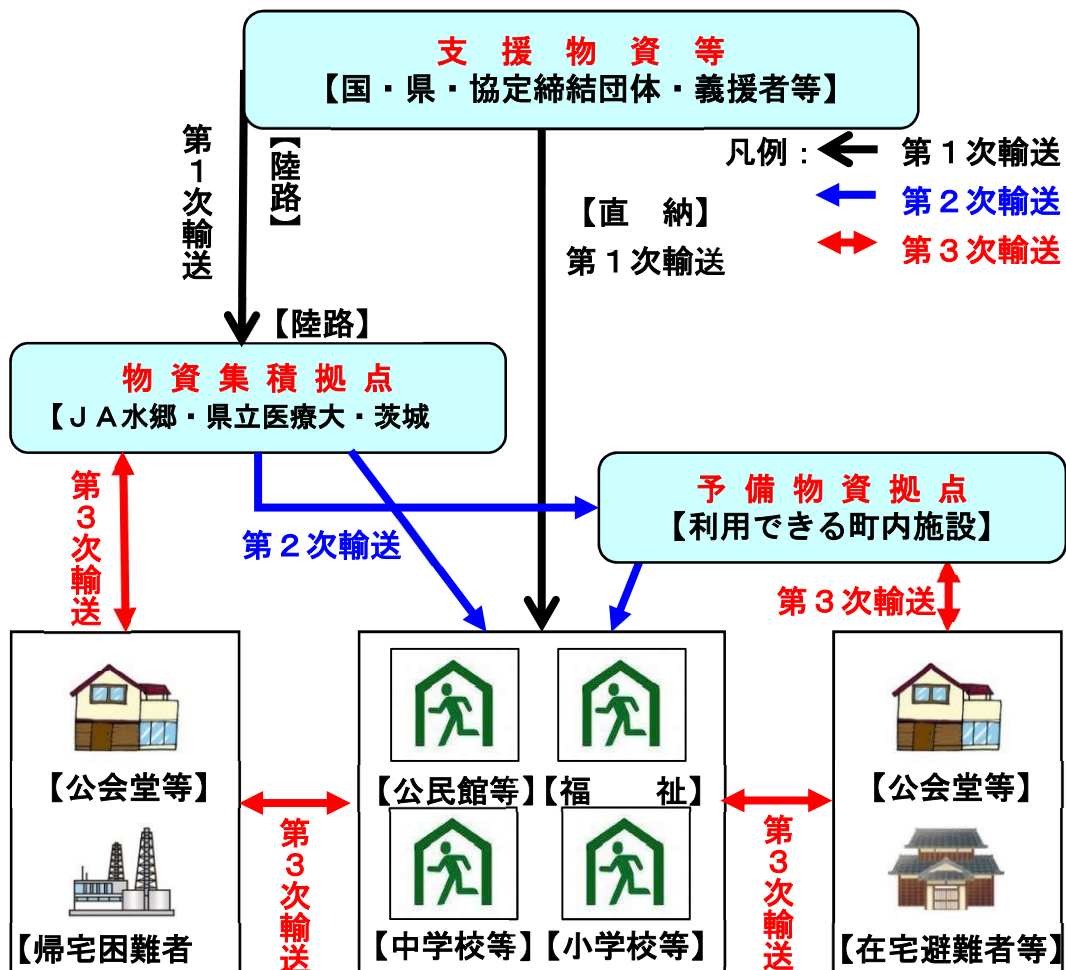 支援物資等
【国・県・協定締結団体・義援者等】
第1次輸送
【陸路】
凡例：
第１次輸送
第２次輸送
第３次輸送
【直　納】
第１次輸送
【陸路】
物資集積拠点
【ＪＡ水郷・県立医療大・茨城
第３次輸送
第２次輸送
予備物資拠点
【利用できる町内施設】
第３次輸送
【公会堂等】
【帰宅困難者
第３次輸送
【公民館等】
【福　　祉】
【中学校等】
【小学校等】
第３次輸送
【公会堂等】
【在宅避難者等】